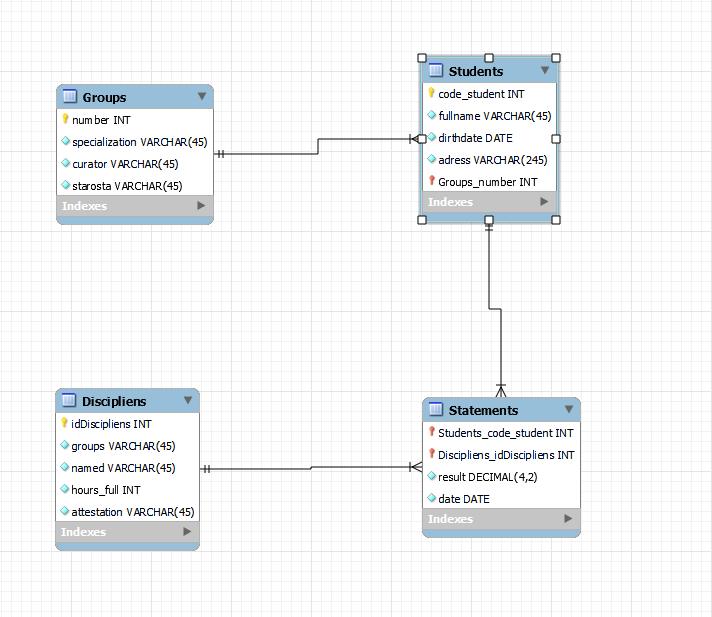 Groups
number INT
specialization VARCHAR(45)
curator VARCHAR(45)
starosta VARCHAR(45)
Indexes
Students
code_student INT
fullname VARCHAR(45)
dirthdate DATE
adress VARCHAR(245)
Groups_number INT
Indexes
Discipliens
idDiscipliens INT
groups VARCHAR(45)
named VARCHAR(45)
hours_full INT
attestation VARCHAR(45)
Indexes
Statements
Students_code_student INT
Discipliens_idDiscipliens INT
result DECIMAL(4,2)
date DATE
Indexes